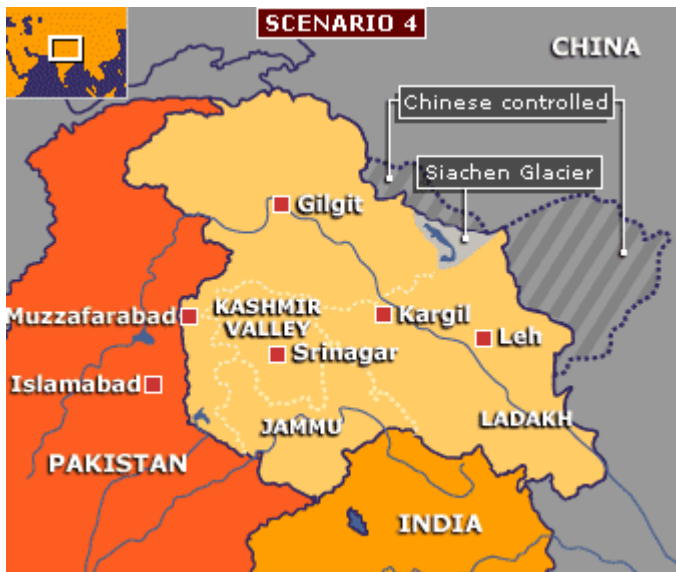 SCENARIO 4
CHINA
Chinese controlled
Siachen Glacier
Gilgit
Muzzafarabad
KASHMIR
VALLEY
Kargil
Leh
Srinagar
Islamabad
JAMMU
LADAKH
PAKISTAN
INDIA